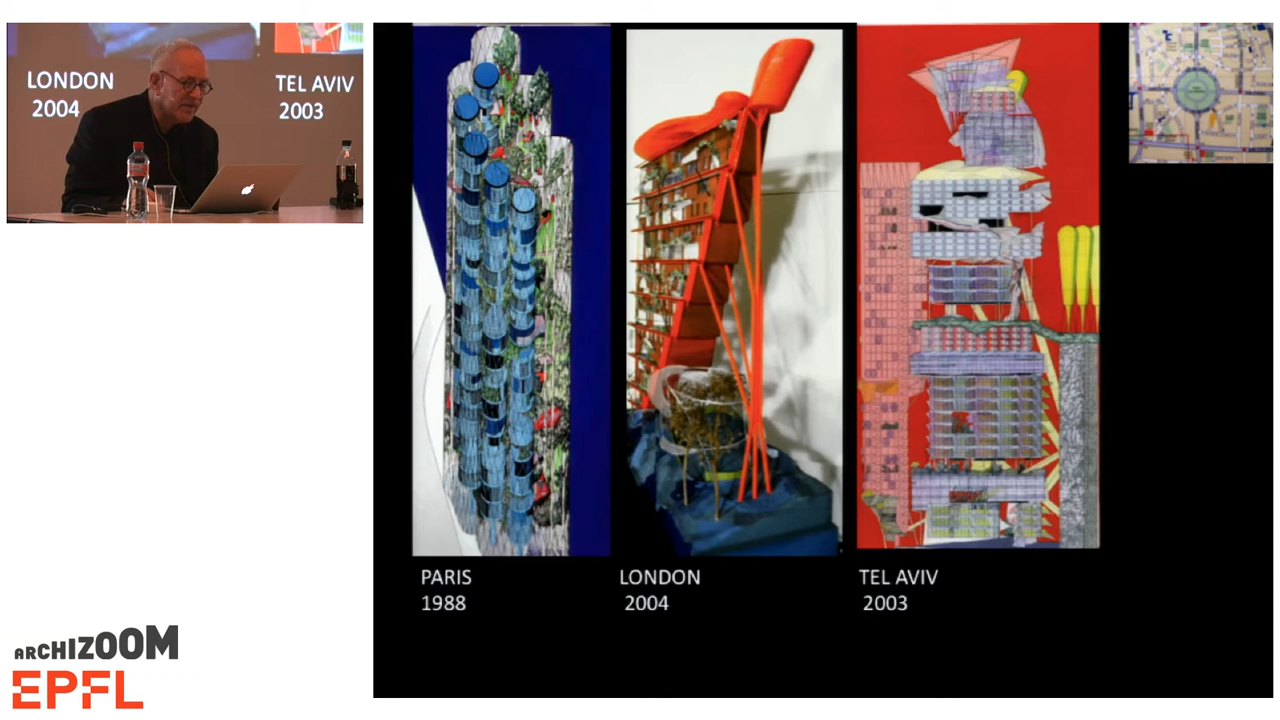 LONDON
2004
TEL AVIV
2003
PARIS
1988
LONDON
2004
TEL AVIV
2003
ARCHIZOOM
EPFL